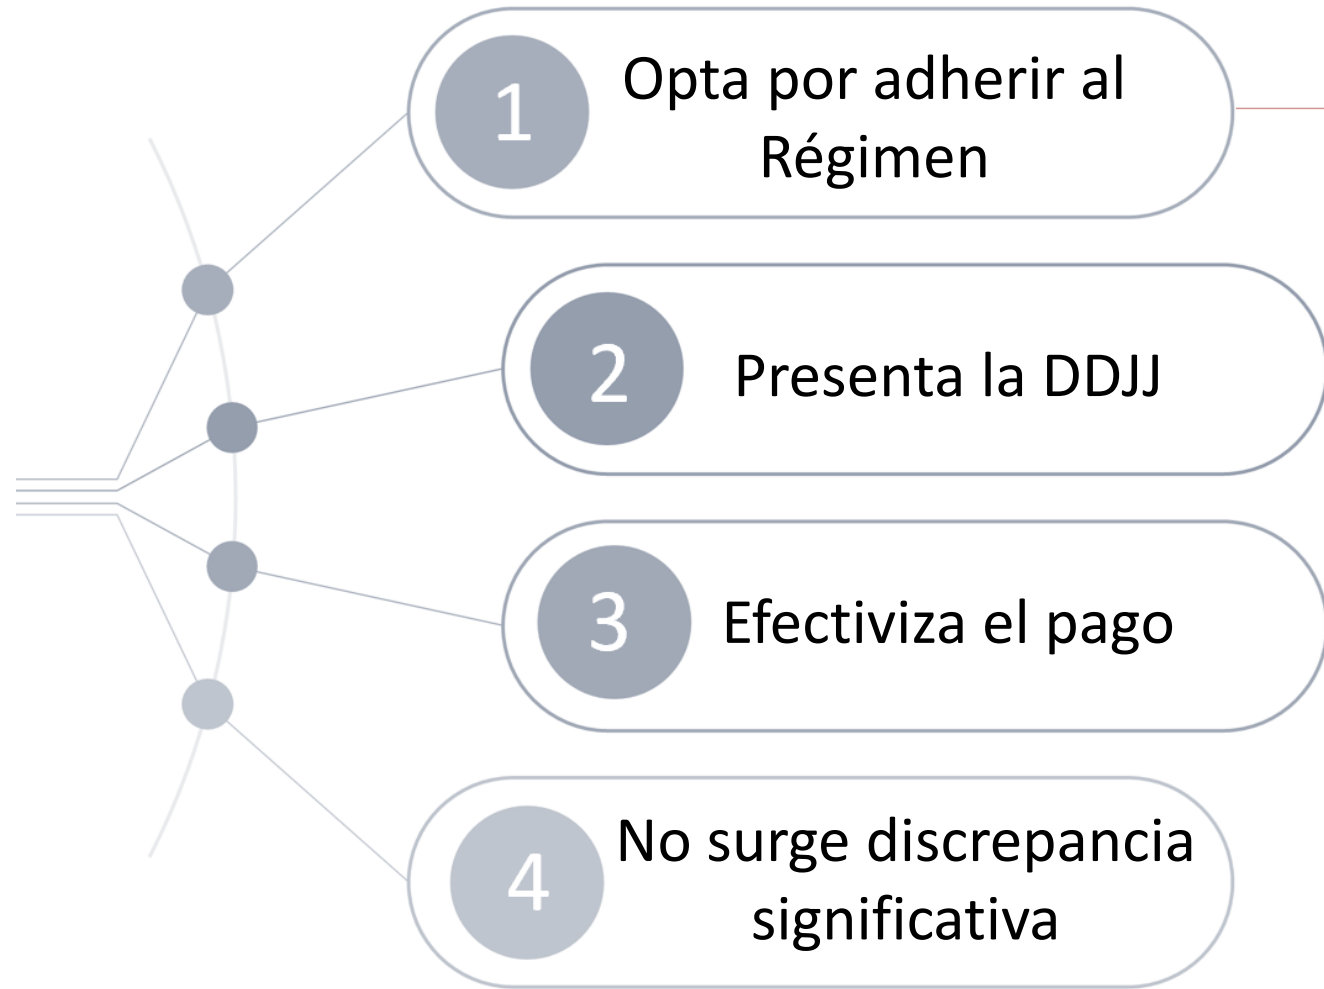 1
Opta por adherir al
Régimen
2
Presenta la DDJJ
3
Efectiviza el pago
4
No surge discrepancia
significativa